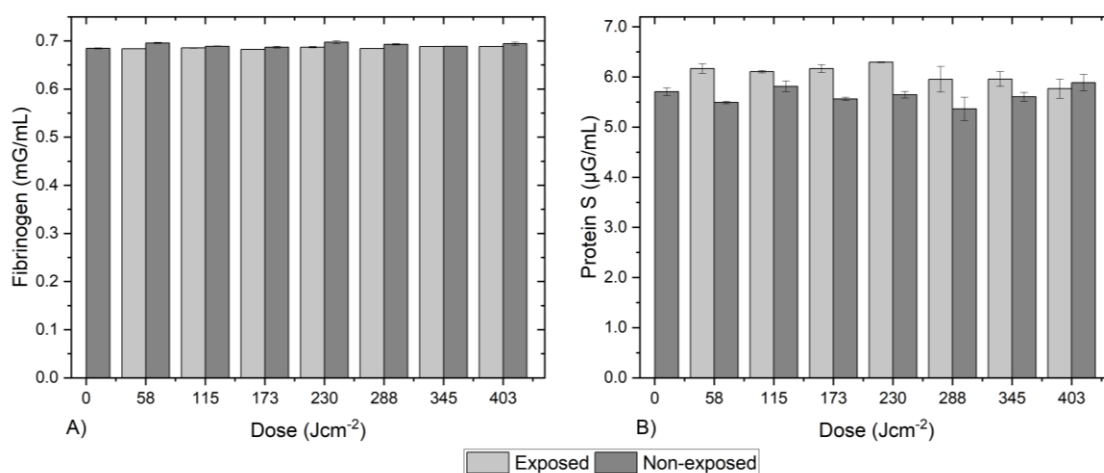 0.7
0.6
0.5
0.4
0.3
0.2
0.1
0.0
Fibrinogen (mG/mL)
0 58 115 173 230 288 345 403
A) Dose (Jcm-2)
7.0
6.0
5.0
4.0
3.0
2.0
1.0
0.0
Protein S (µG/mL)
0 58 115 173 230 288 345 403
B) Dose (Jcm-2)
Exposed Non-exposed